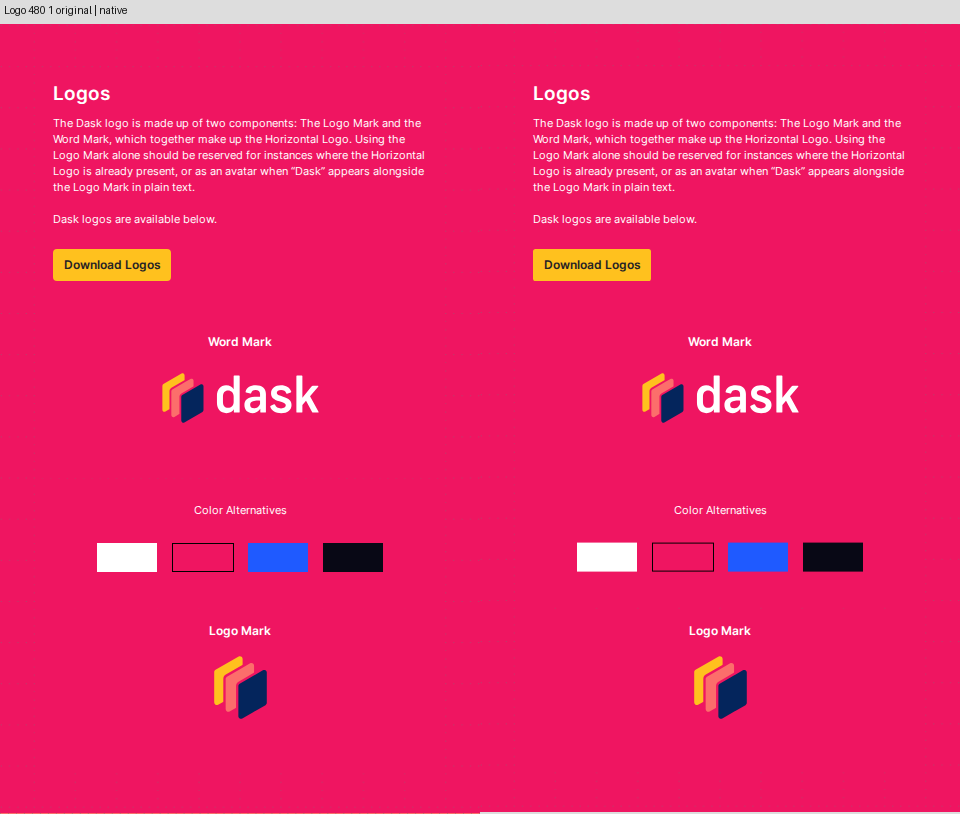 Logo 480 1 original | native
Logos
The Dask logo is made up of two components: The Logo Mark and the
Word Mark, which together make up the Horizontal Logo. Using the
Logo Mark alone should be reserved for instances where the Horizontal
Logo is already present, or as an avatar when “Dask” appears alongside
the Logo Mark in plain text.
Dask logos are available below.
Download Logos
Word Mark
dask
Color Alternatives
Logo Mark
Logos
The Dask logo is made up of two components: The Logo Mark and the
Word Mark, which together make up the Horizontal Logo. Using the
Logo Mark alone should be reserved for instances where the Horizontal
Logo is already present, or as an avatar when “Dask” appears alongside
the Logo Mark in plain text.
Dask logos are available below.
Download Logos
Word Mark
dask
Color Alternatives
Logo Mark